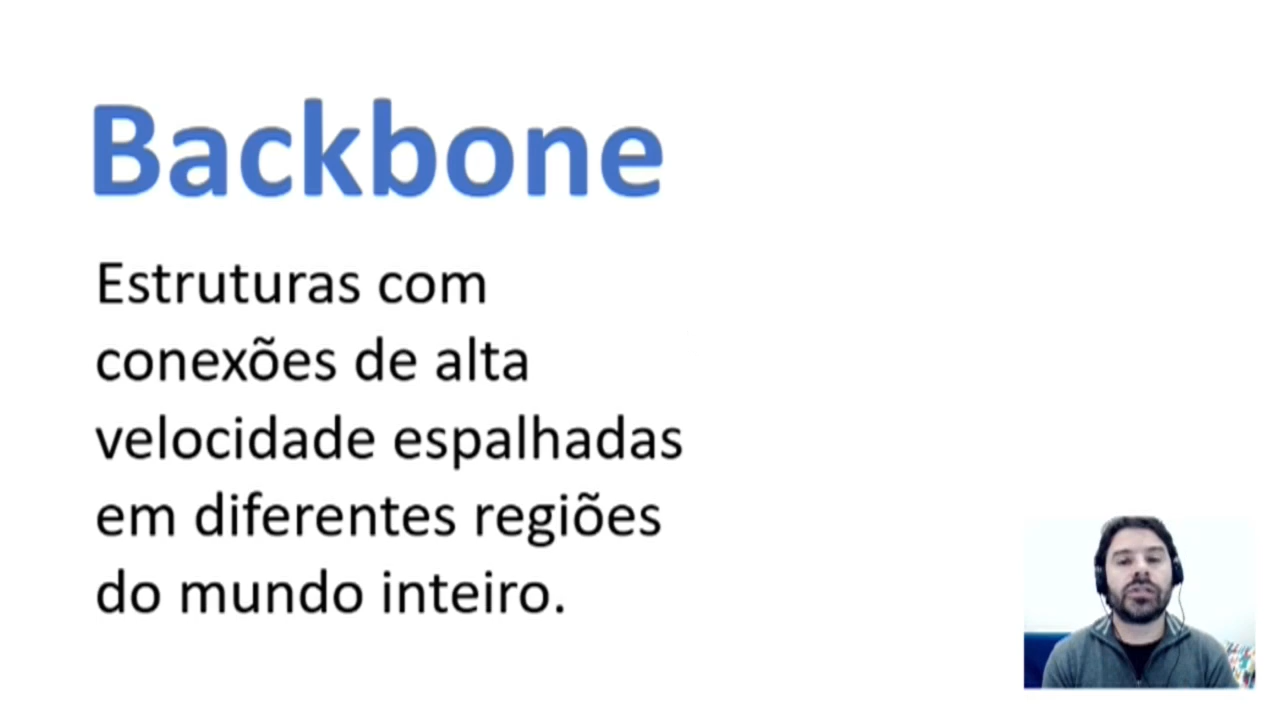 Backbone
Estruturas com
conexões de alta
velocidade espalhadas
em diferentes regiões
do mundo inteiro.